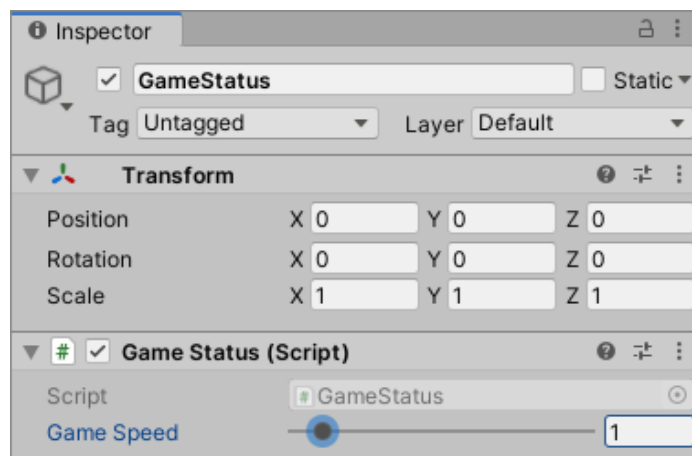 Inspector
GameStatus Static
Tag Untagged Layer Default
Transform
Position X 0 Y 0 Z 0
Rotation X 0 Y 0 Z 0
Scale X 1 Y 1 Z 1
# Game Status (Script)
Script # GameStatus
Game Speed 1